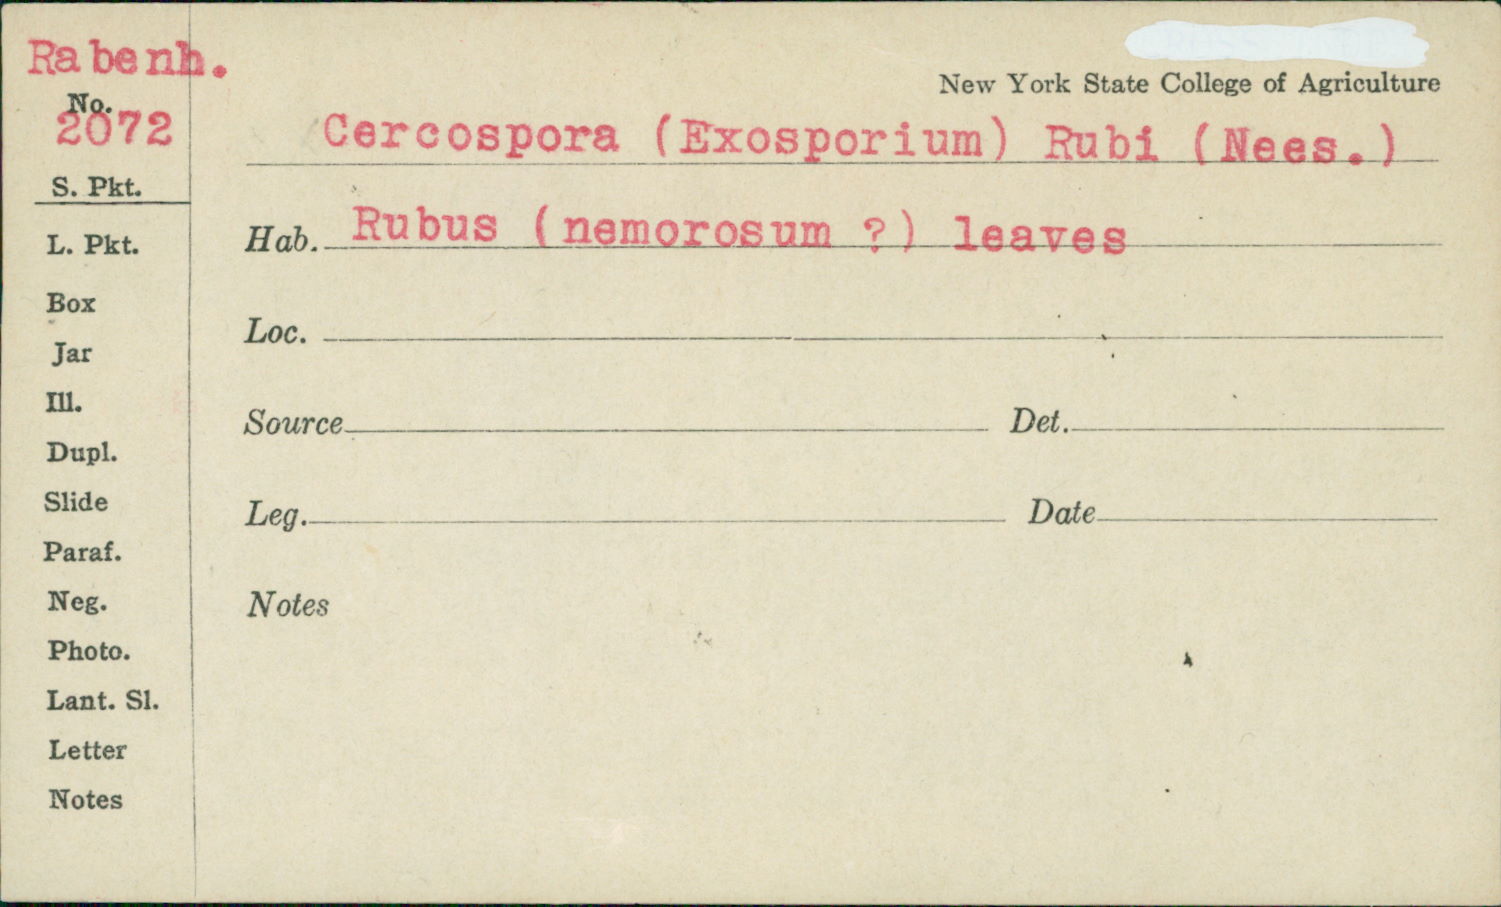 Rabenh.
No.
2072
S. Pkt.
L. Pkt.
Box
Jar
Ill.
Dupl.
Slide
Paraf.
Neg.
Photo.
Lant. Sl.
Letter
Notes
New York State College of Agriculture
Cercospora (Exosporium) Rubi (Nees.)
Hab. Rubus (nemorosum ?) leaves
Loc.
Source Det.
Leg. Date
Notes